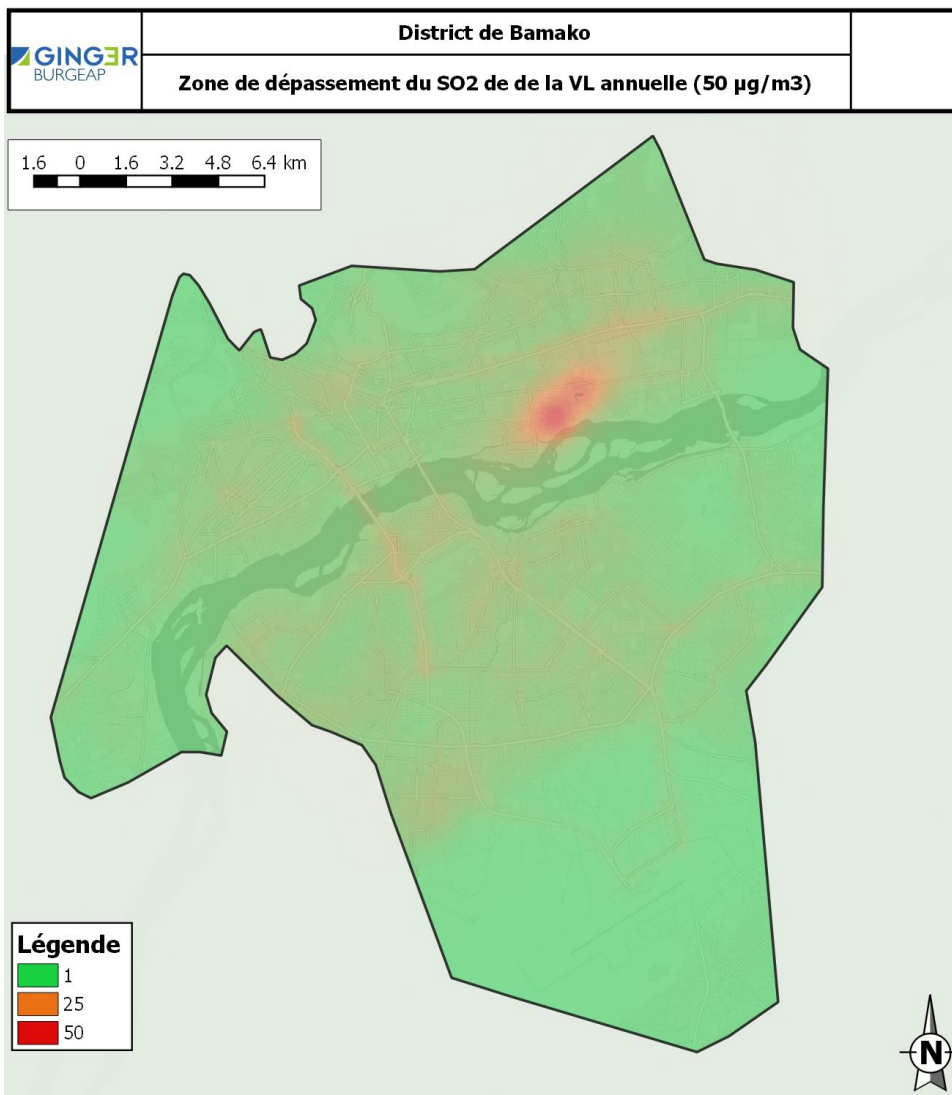 District de Bamako
GINGER
BURGEAP
Zone de dépassement du SO2 de de la VL annuelle (50 µg/m3)
1.6 0 1.6 3.2 4.8 6.4 km
Légende
1
25
50
N